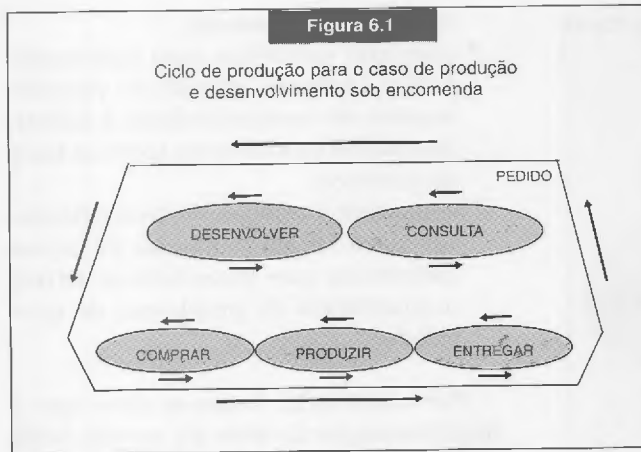 Figura 6.1
Ciclo de produção para o caso de produção
e desenvolvimento sob encomenda
PEDIDO
DESENVOLVER
CONSULTA
COMPRAR
PRODUZIR
ENTREGAR